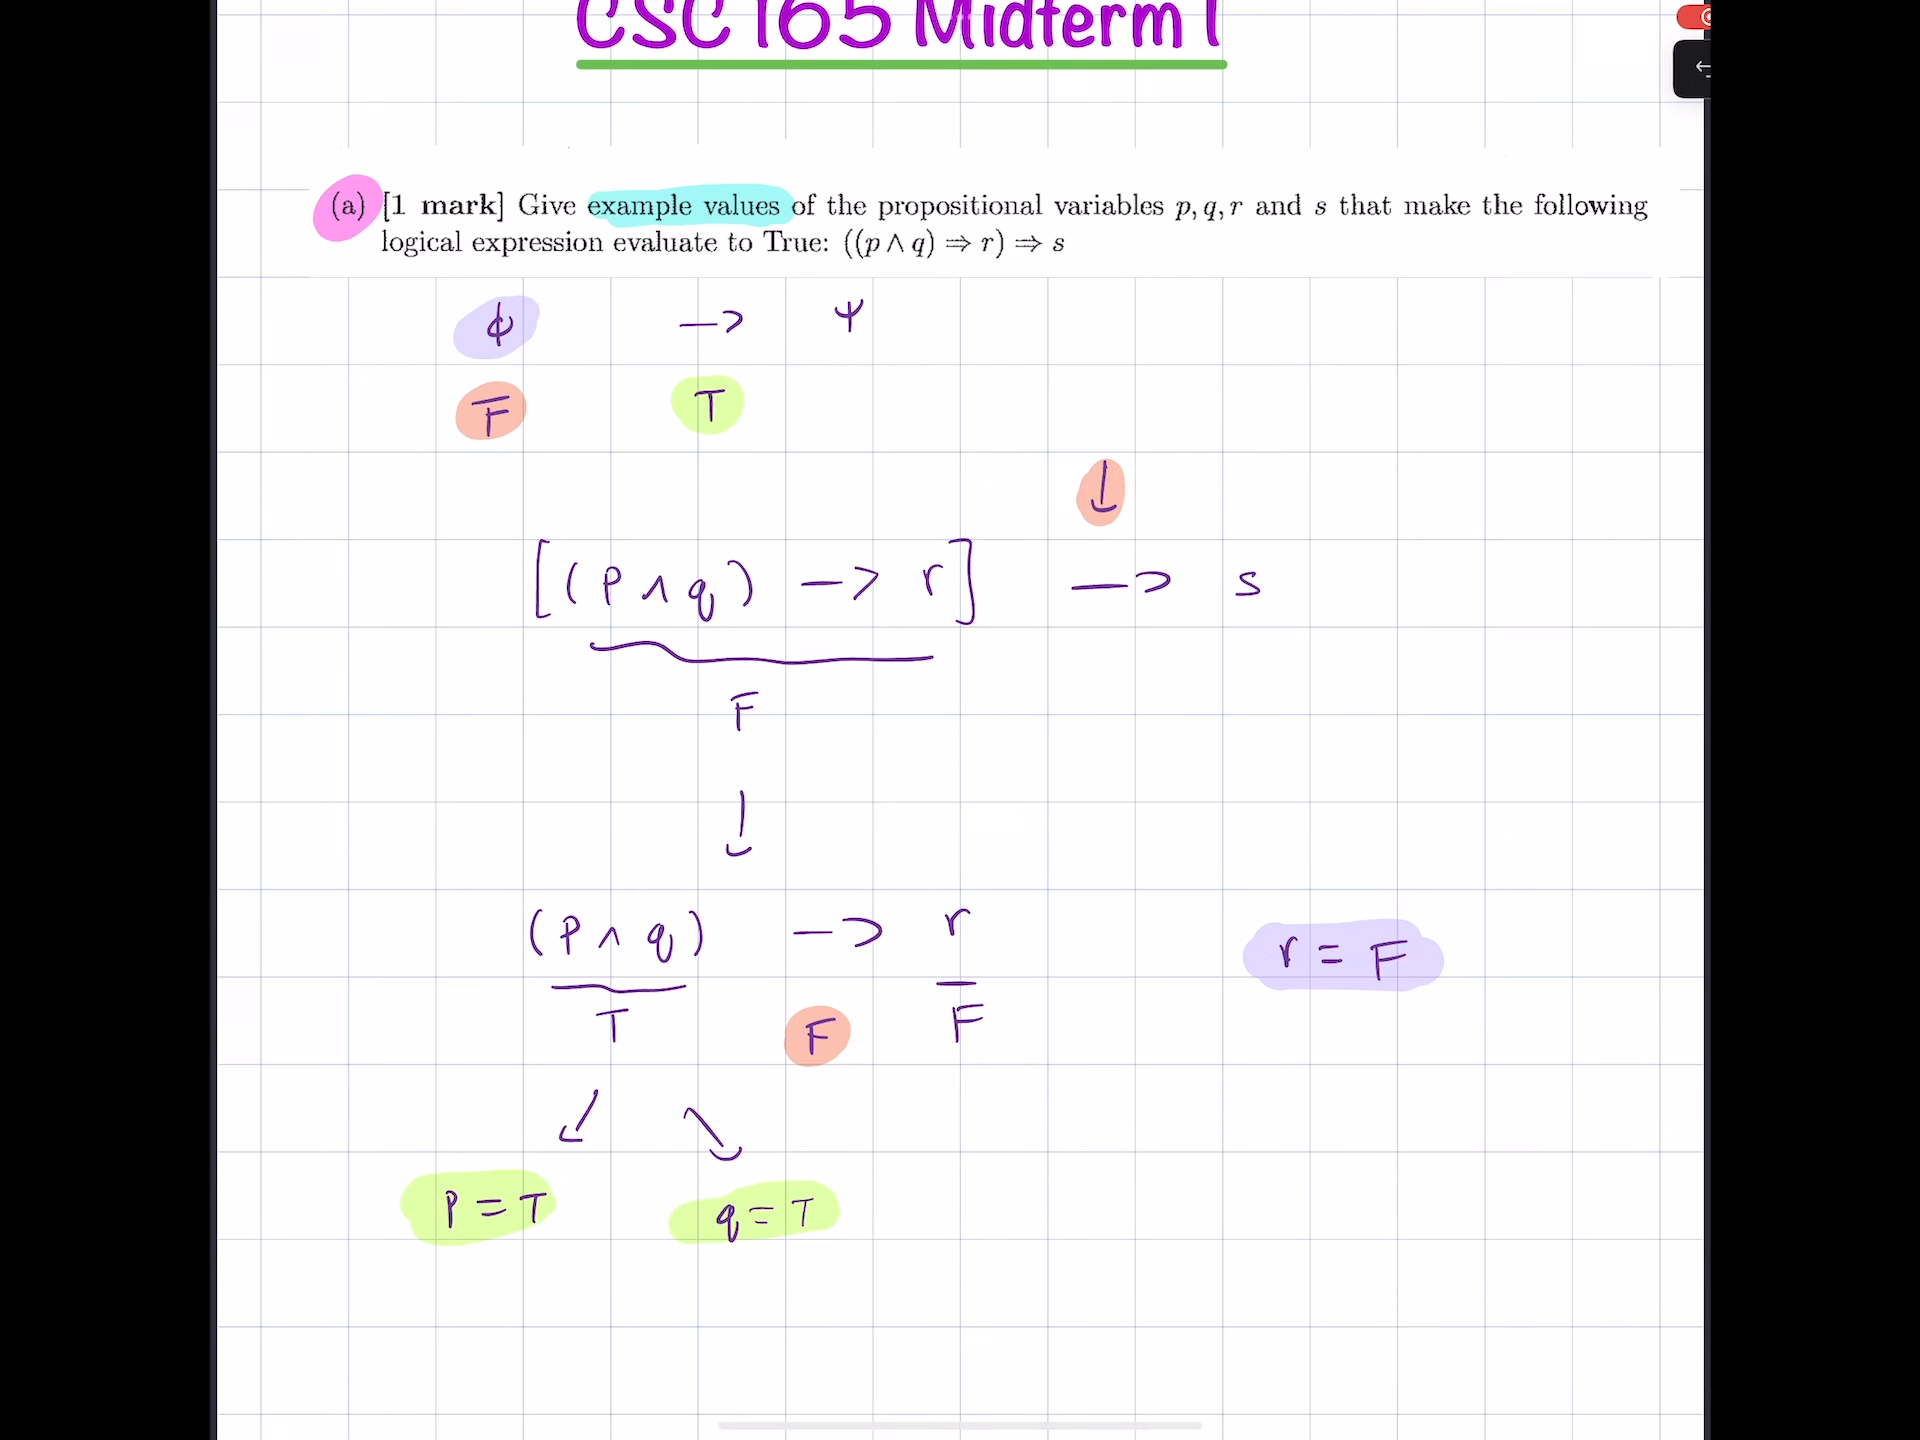 CSC 165 Midterm 1
(a) [1 mark] Give example values of the propositional variables p, q, r and s that make the following
logical expression evaluate to True: ((p ∧ q) ⇒ r) ⇒ s
ϕ -> ψ
F T
↓
[(p ∧ q) -> r] -> s
F
↓
(p ∧ q) -> r
r = F
T F F
↙ ↘
p = T q = T